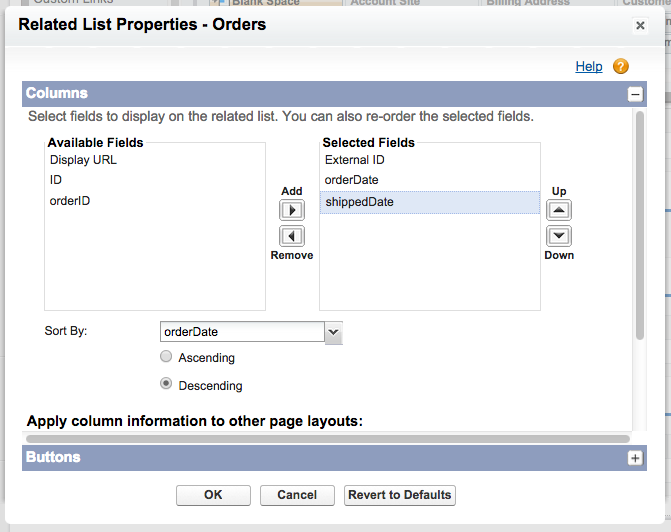 Custom Links
Blank Space
Account Site
Billing Address
Custome
Related List Properties - Orders
Help
Columns
Select fields to display on the related list. You can also re-order the selected fields.
Available Fields
Display URL
ID
orderID
Add
Remove
Selected Fields
External ID
orderDate
shippedDate
Up
Down
Sort By:
orderDate
Ascending
Descending
Apply column information to other page layouts:
Buttons
OK
Cancel
Revert to Defaults